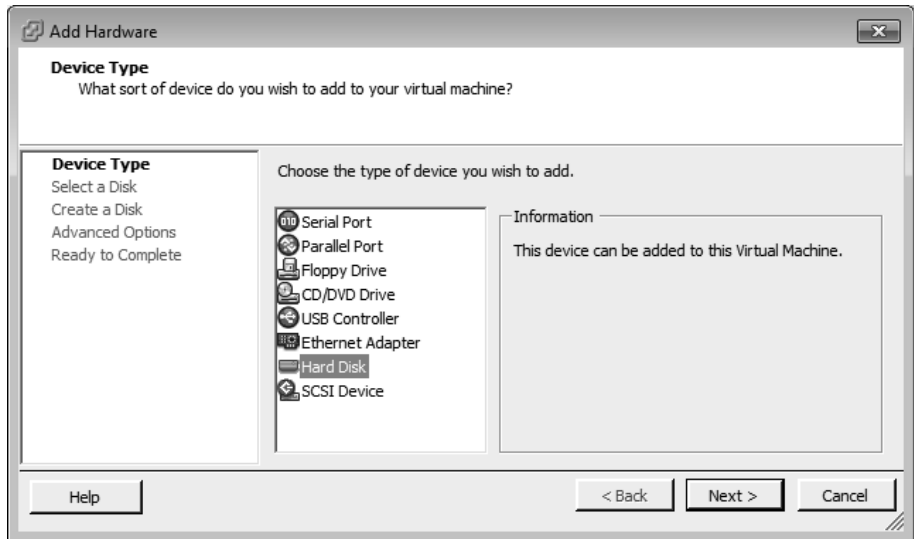 Add Hardware
Device Type
What sort of device do you wish to add to your virtual machine?
Device Type
Select a Disk
Create a Disk
Advanced Options
Ready to Complete
Choose the type of device you wish to add.
Serial Port
Parallel Port
Floppy Drive
CD/DVD Drive
USB Controller
Ethernet Adapter
Hard Disk
SCSI Device
Information
This device can be added to this Virtual Machine.
Help
< Back
Next >
Cancel